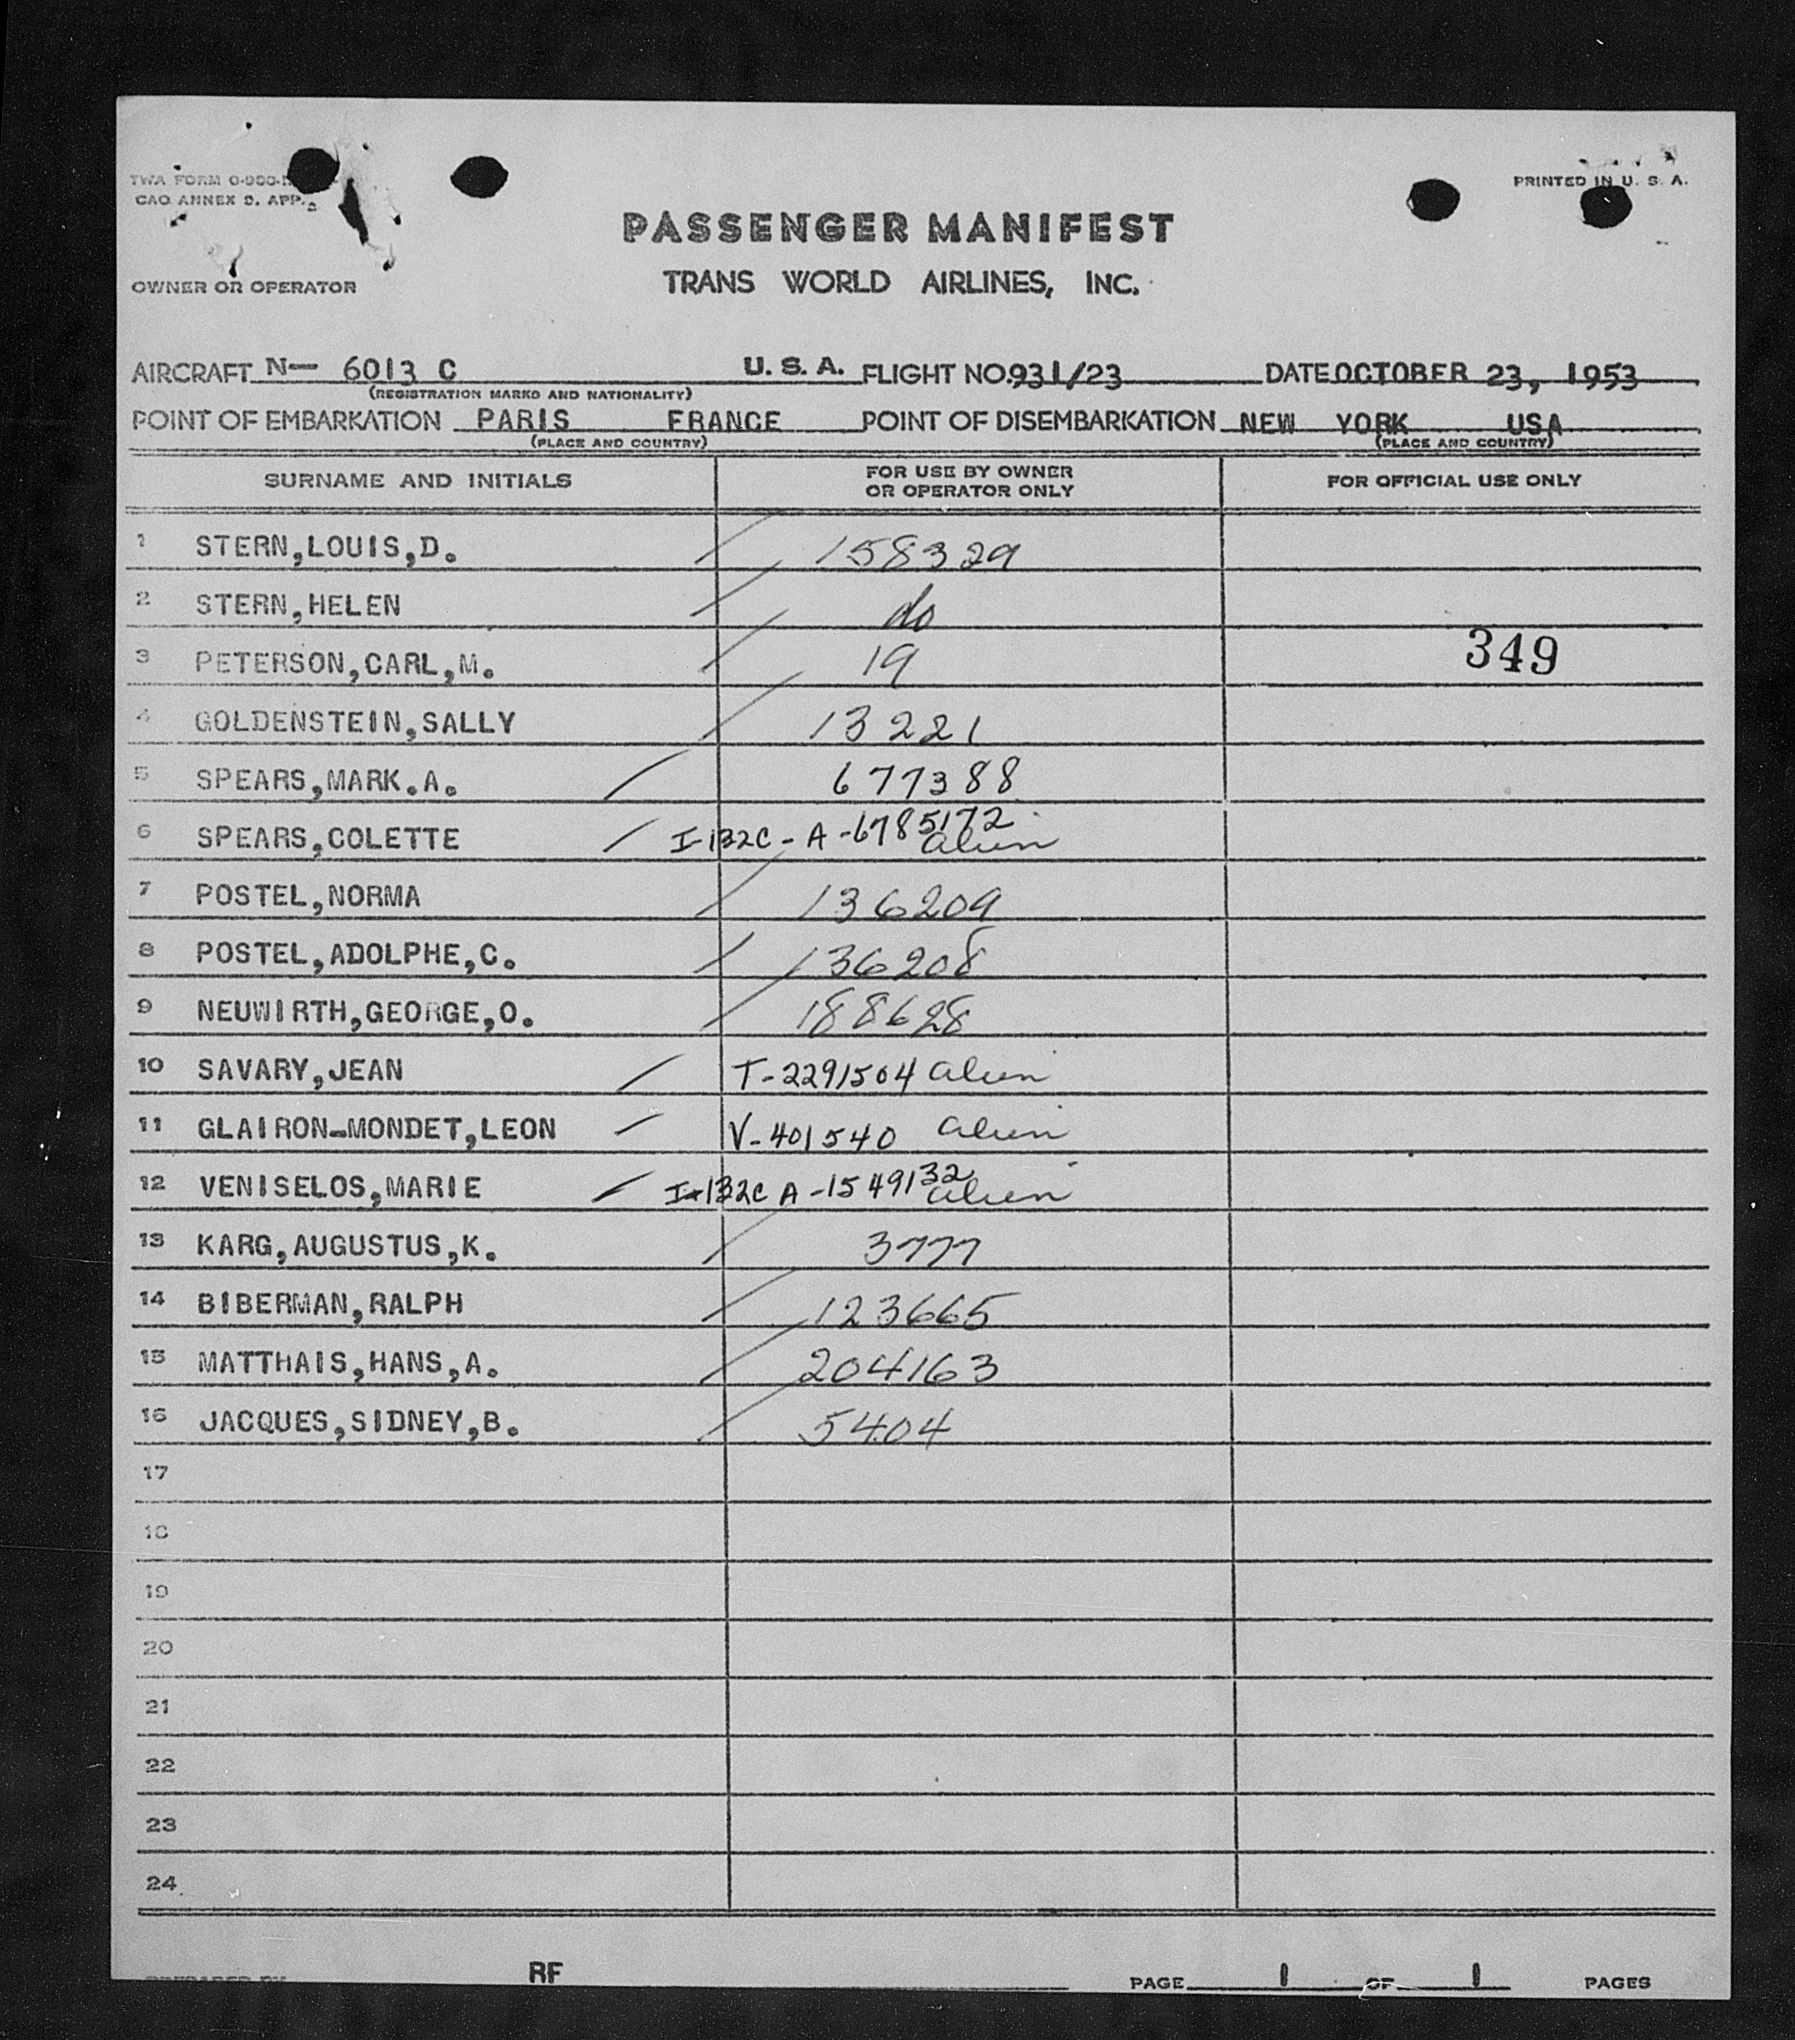 TWA FORM 0-900-
CAO ANNEX 9. APP.
PRINTED IN U. S. A.
PASSENGER MANIFEST
TRANS WORLD AIRLINES, INC.
OWNER OR OPERATOR
AIRCRAFT N— 6013 C U. S. A. FLIGHT NO. 931/23 DATE OCTOBER 23, 1953
(REGISTRATION MARKS AND NATIONALITY)
POINT OF EMBARKATION PARIS FRANCE POINT OF DISEMBARKATION NEW YORK USA
(PLACE AND COUNTRY) (PLACE AND COUNTRY)
SURNAME AND INITIALS FOR USE BY OWNER OR OPERATOR ONLY FOR OFFICIAL USE ONLY
1 STERN,LOUIS,D. / 158329
2 STERN,HELEN / do
3 PETERSON,CARL,M. / 19 349
4 GOLDENSTEIN,SALLY / 13221
5 SPEARS,MARK.A. / 677388
6 SPEARS,COLETTE / I-132C - A -6785172 alien
7 POSTEL,NORMA / 136209
8 POSTEL,ADOLPHE,C. / 136208
9 NEUWIRTH,GEORGE,O. / 188628
10 SAVARY,JEAN / T-2291504 alien
11 GLAIRON-MONDET,LEON / V-401540 alien
12 VENISELOS,MARIE / I-132C A -1549132 alien
13 KARG,AUGUSTUS,K. / 3777
14 BIBERMAN,RALPH / 123665
15 MATTHAIS,HANS,A. / 204163
16 JACQUES,SIDNEY,B. / 5404
17
18
19
20
21
22
23
24
PREPARED BY RF PAGE 1 OF 1 PAGES